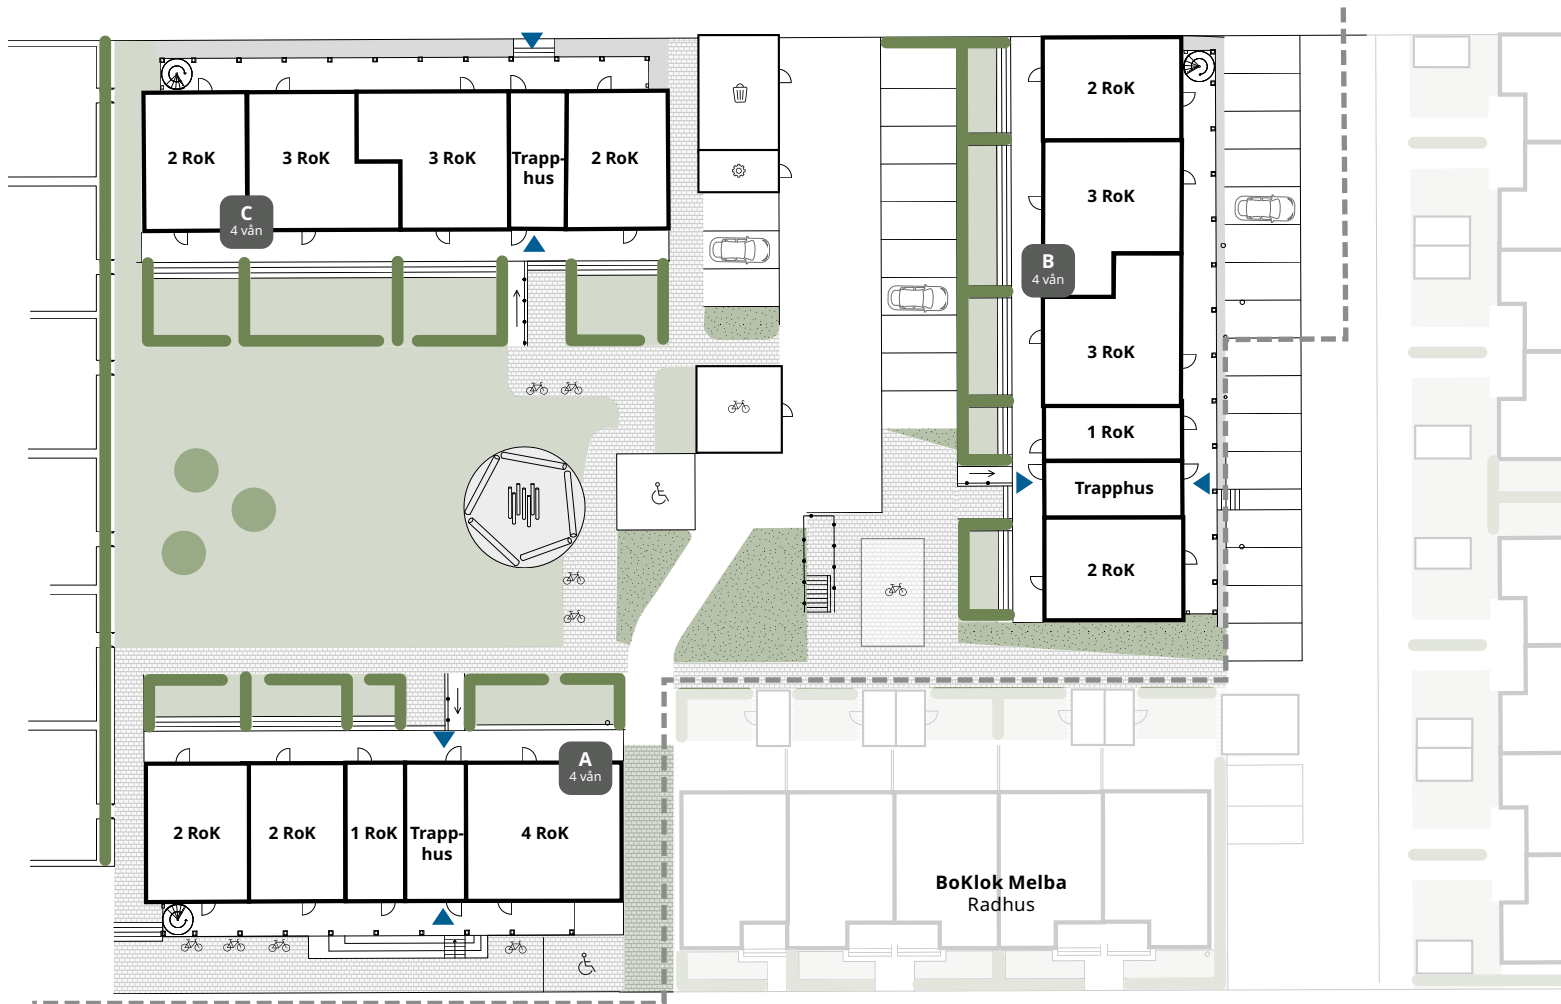 2 RoK
3 RoK
3 RoK
Trapp-
hus
2 RoK
C
4 vån
2 RoK
3 RoK
B
4 vån
3 RoK
1 RoK
Trapphus
2 RoK
A
4 vån
2 RoK
2 RoK
1 RoK
Trapp-
hus
4 RoK
BoKlok Melba
Radhus